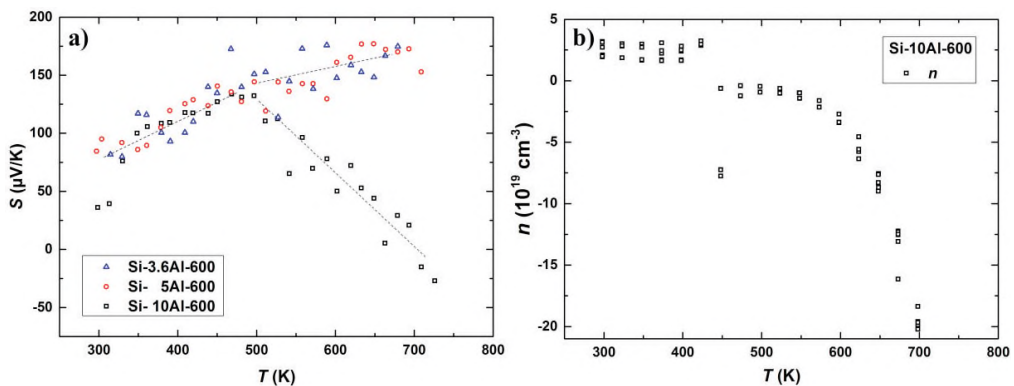 a)
200
150
100
50
0
-50
S (μV/K)
Si-3.6Al-600
Si- 5Al-600
Si- 10Al-600
300 400 500 600 700 800
T (K)
b)
5
0
-5
-10
-15
-20
n (10^19 cm^-3)
Si-10Al-600
n
300 400 500 600 700 800
T (K)